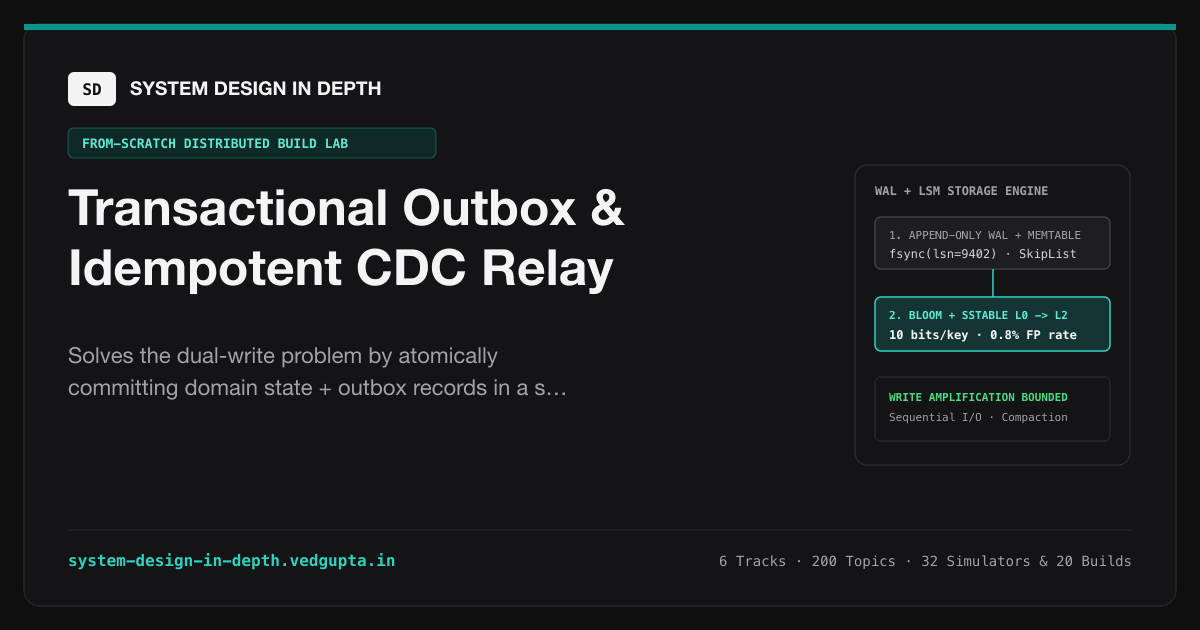 SD
SYSTEM DESIGN IN DEPTH
FROM-SCRATCH DISTRIBUTED BUILD LAB
Transactional Outbox &
Idempotent CDC Relay
Solves the dual-write problem by atomically
committing domain state + outbox records in a s…
WAL + LSM STORAGE ENGINE
1. APPEND-ONLY WAL + MEMTABLE
fsync(lsn=9402) · SkipList
2. BLOOM + SSTABLE L0 -> L2
10 bits/key · 0.8% FP rate
WRITE AMPLIFICATION BOUNDED
Sequential I/O · Compaction
system-design-in-depth.vedgupta.in
6 Tracks · 200 Topics · 32 Simulators & 20 Builds